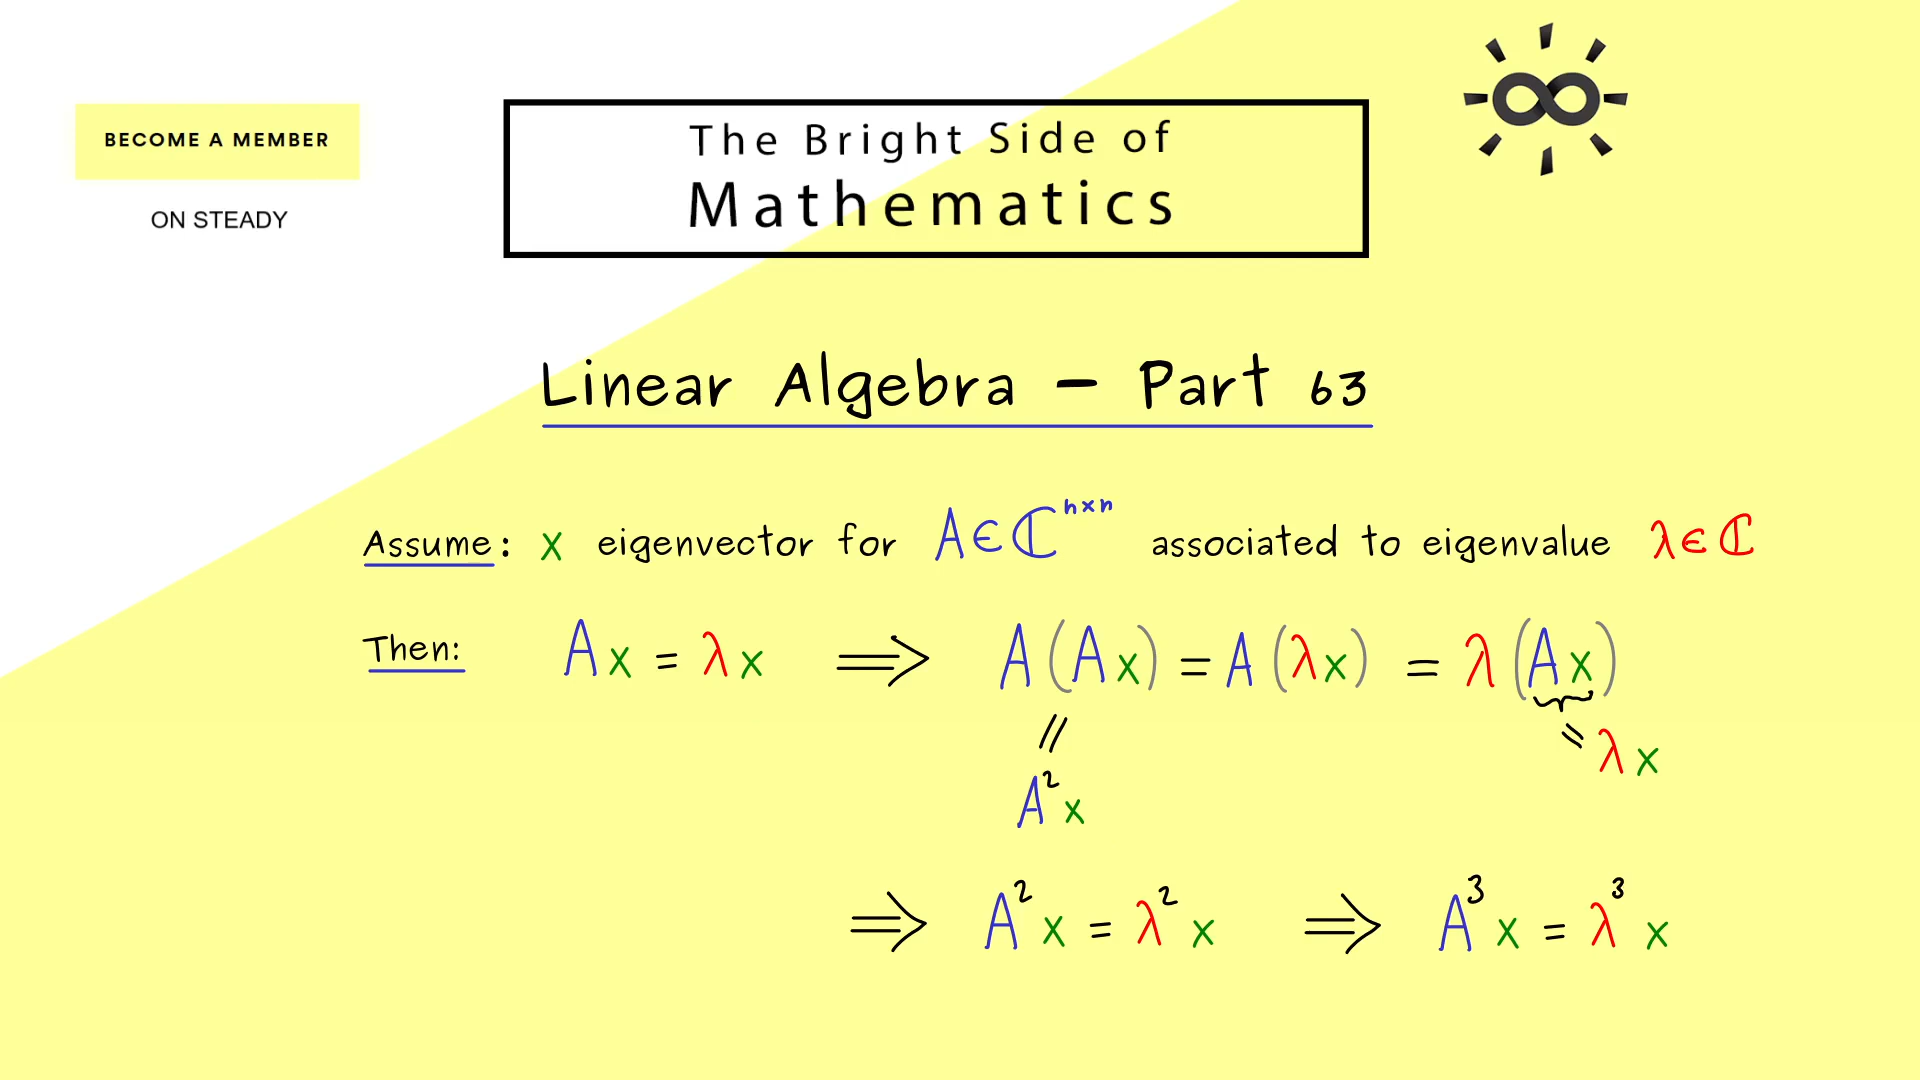 BECOME A MEMBER
ON STEADY
The Bright Side of
Mathematics
Linear Algebra – Part 63
Assume: x eigenvector for A ∈ ℂⁿˣⁿ associated to eigenvalue λ ∈ ℂ
Then: Ax = λx ⟹ A(Ax) = A(λx) = λ(Ax)
= λx
=
A²x
⟹ A²x = λ²x ⟹ A³x = λ³x